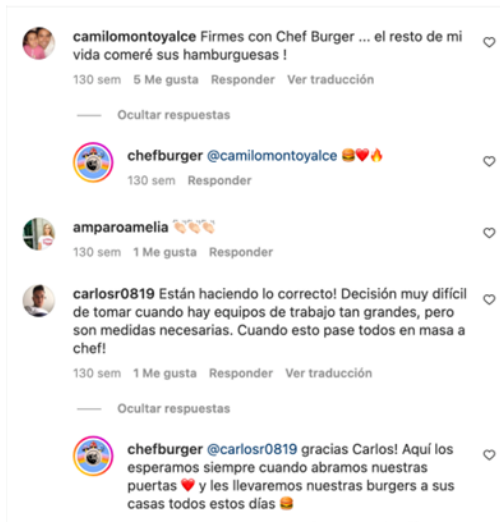 camilomontoyalce Firmes con Chef Burger ... el resto de mi
vida comeré sus hamburguesas !
130 sem 5 Me gusta Responder Ver traducción
Ocultar respuestas
chefburger @camilomontoyalce 🍔❤️🔥
130 sem Responder
amparoamelia 👏🏻👏🏻👏🏻
130 sem 1 Me gusta Responder
carlosr0819 Están haciendo lo correcto! Decisión muy difícil
de tomar cuando hay equipos de trabajo tan grandes, pero
son medidas necesarias. Cuando esto pase todos en masa a
chef!
130 sem 1 Me gusta Responder Ver traducción
Ocultar respuestas
chefburger @carlosr0819 gracias Carlos! Aquí los
esperamos siempre cuando abramos nuestras
puertas ❤️ y les llevaremos nuestras burgers a sus
casas todos estos días 🍔